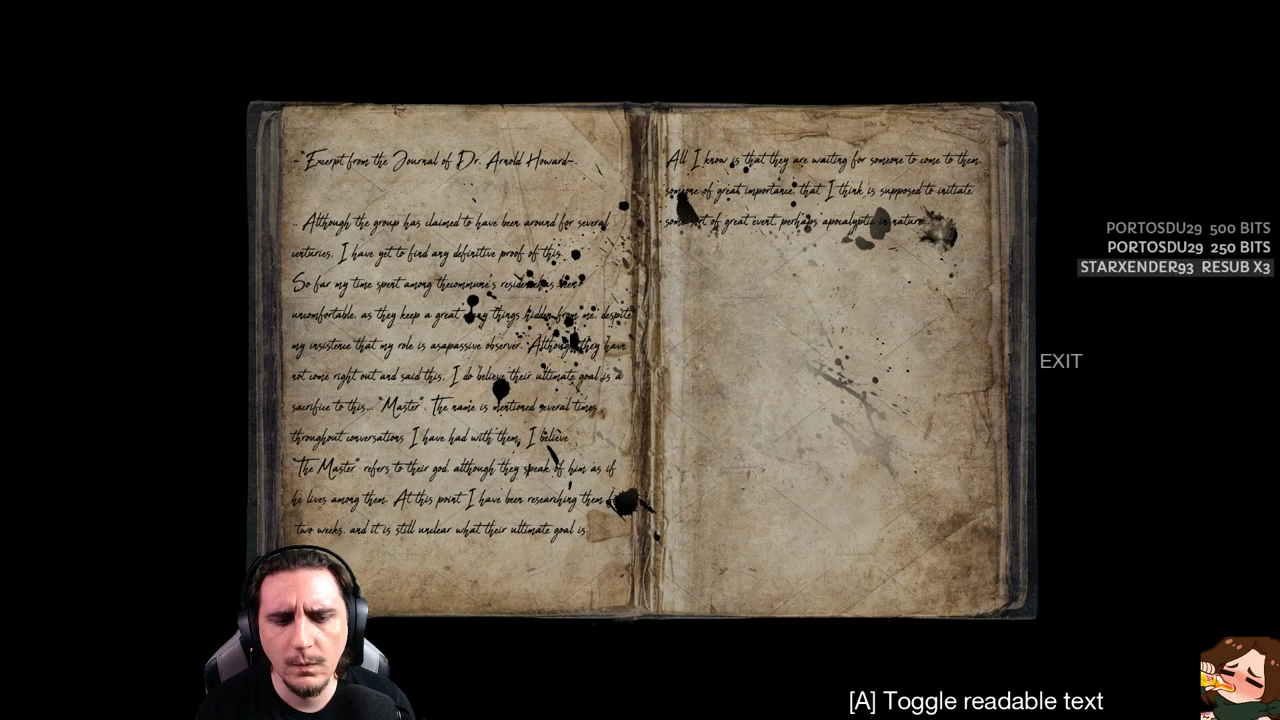 -"Excerpt from the Journal of Dr. Arnold Howard-.
Although the group has claimed to have been around for several
centuries, I have yet to find any definitive proof of this.
So far my time spent among thecommune's residence has been
uncomfortable, as they keep a great many things hidden from me, despite
my insistence that my role is asapassive observer. Although they have
not come right out and said this, I do believe their ultimate goal is a
sacrifice to this... "Master". The name is mentioned several times
throughout conversations I have had with them, I believe
"The Master" refers to their god, although they speak of him as if
he lives among them. At this point I have been researching them
two weeks, and it is still unclear what their ultimate goal is.
All I know is that they are waiting for someone to come to them,
someone of great importance, that I think is supposed to initiate
some sort of great event, perhaps apocalyptic in nature...
PORTOSDU29 500 BITS
PORTOSDU29 250 BITS
STARXENDER93 RESUB X3
EXIT
[A] Toggle readable text